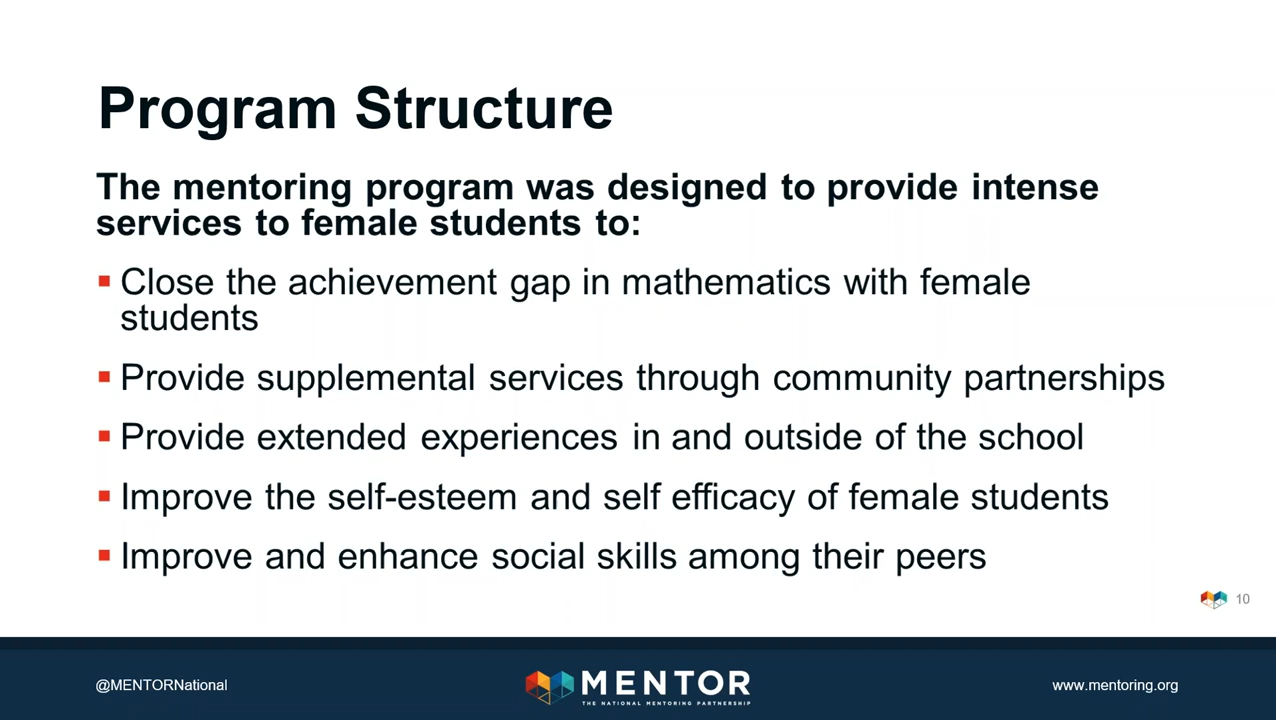 Program Structure
The mentoring program was designed to provide intense
services to female students to:
▪ Close the achievement gap in mathematics with female
students
▪ Provide supplemental services through community partnerships
▪ Provide extended experiences in and outside of the school
▪ Improve the self-esteem and self efficacy of female students
▪ Improve and enhance social skills among their peers
10
@MENTORNational
MENTOR
THE NATIONAL MENTORING PARTNERSHIP
www.mentoring.org